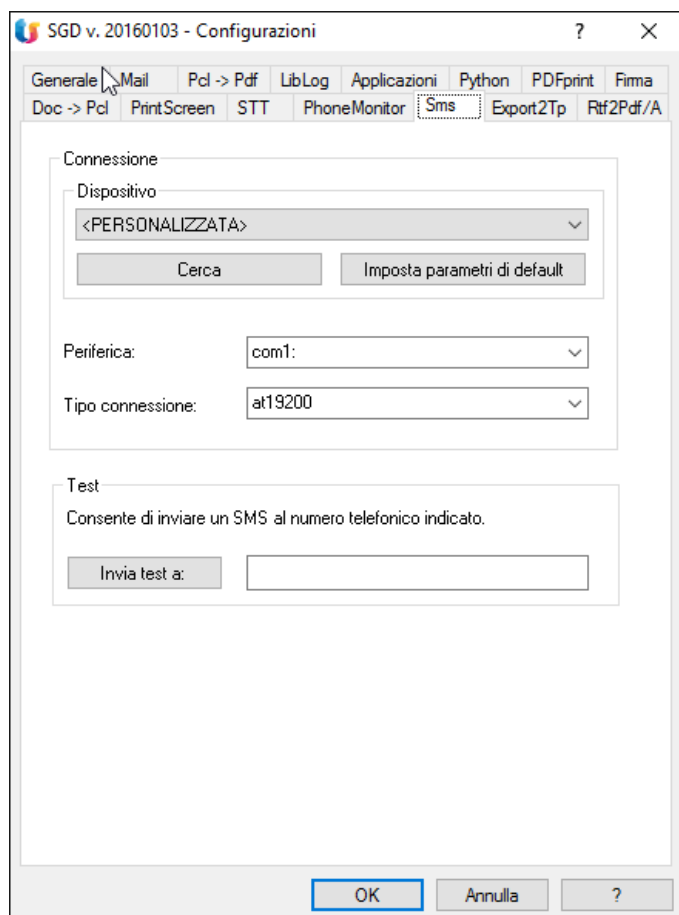 SGD v. 20160103 - Configurazioni ?
Generale Mail Pcl -> Pdf LibLog Applicazioni Python PDFprint Firma
Doc -> Pcl PrintScreen STT PhoneMonitor Sms Export2Tp Rtf2Pdf/A
Connessione
Dispositivo
<PERSONALIZZATA>
Cerca Imposta parametri di default
Periferica: com1:
Tipo connessione: at19200
Test
Consente di inviare un SMS al numero telefonico indicato.
Invia test a:
OK Annulla ?